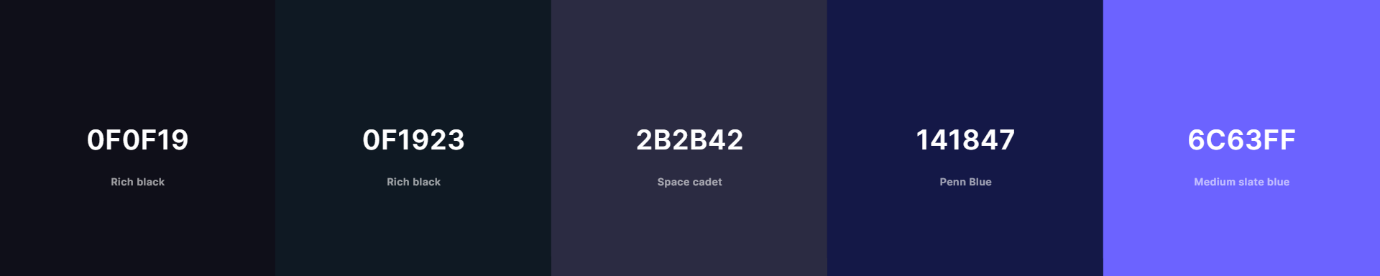 0F0F19
Rich black
0F1923
Rich black
2B2B42
Space cadet
141847
Penn Blue
6C63FF
Medium slate blue